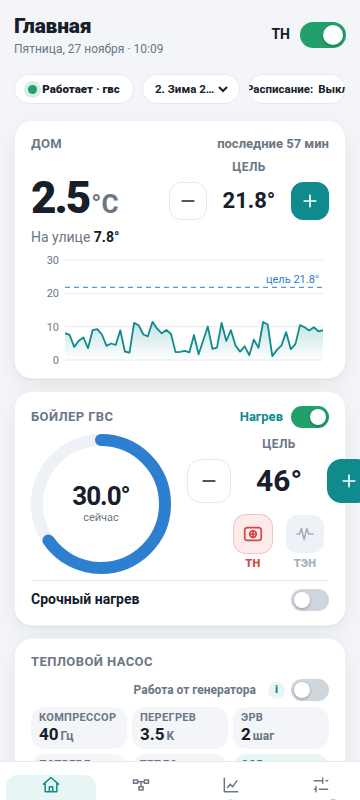 Главная
Пятница, 27 ноября · 10:09
ТН
Работает · гвс
2. Зима 2...
Расписание: Выкл
ДОМ
последние 57 мин
ЦЕЛЬ
2.5°C
21.8°
На улице 7.8°
30
цель 21.8°
20
10
0
БОЙЛЕР ГВС
Нагрев
ЦЕЛЬ
30.0°
сейчас
46°
ТН
ТЭН
Срочный нагрев
ТЕПЛОВОЙ НАСОС
Работа от генератора
i
КОМПРЕССОР
ПЕРЕГРЕВ
ЭРВ
40 Гц
3.5 K
2 шаг